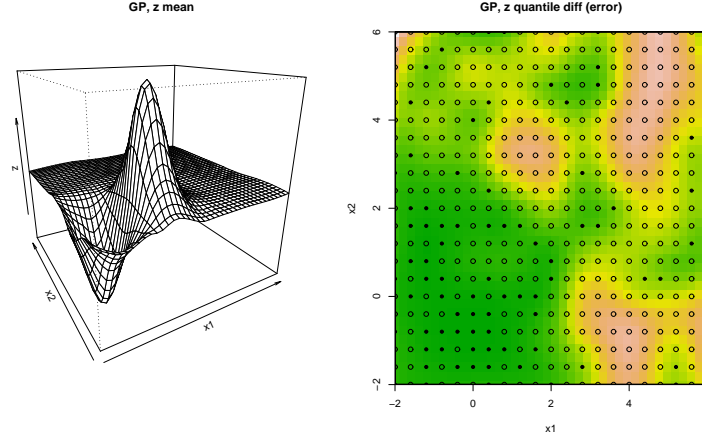 GP, z mean
z
x2
x1
GP, z quantile diff (error)
6
4
2
0
−2
x2
−2
0
2
4
x1